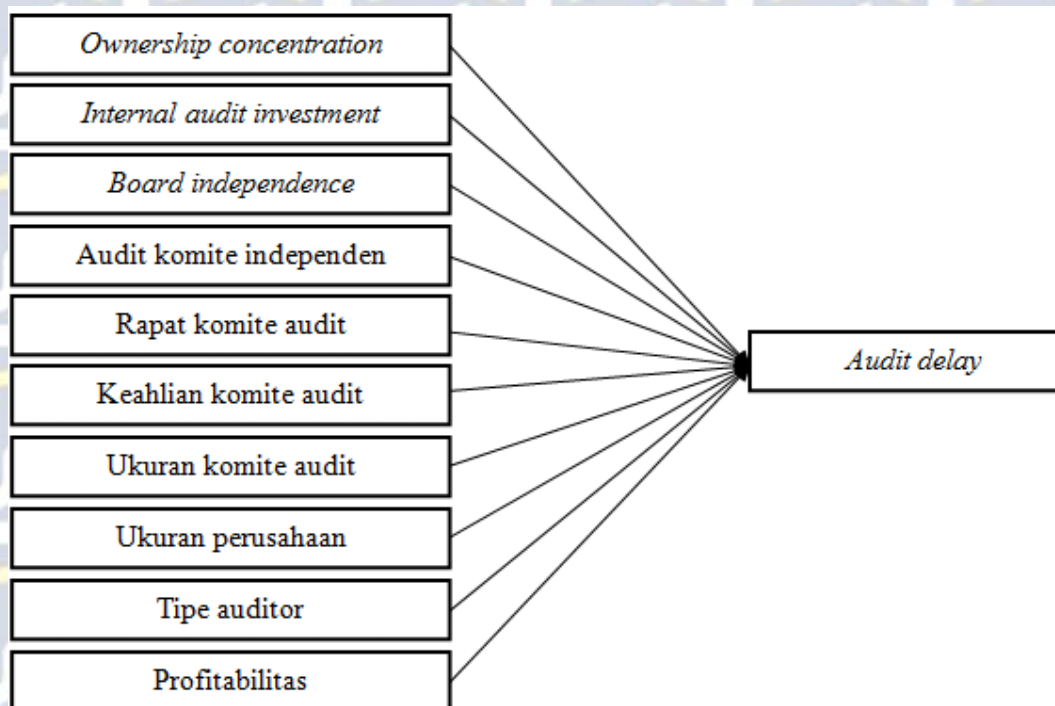 Ownership concentration
Internal audit investment
Board independence
Audit komite independen
Rapat komite audit
Keahlian komite audit
Ukuran komite audit
Ukuran perusahaan
Tipe auditor
Profitabilitas
Audit delay